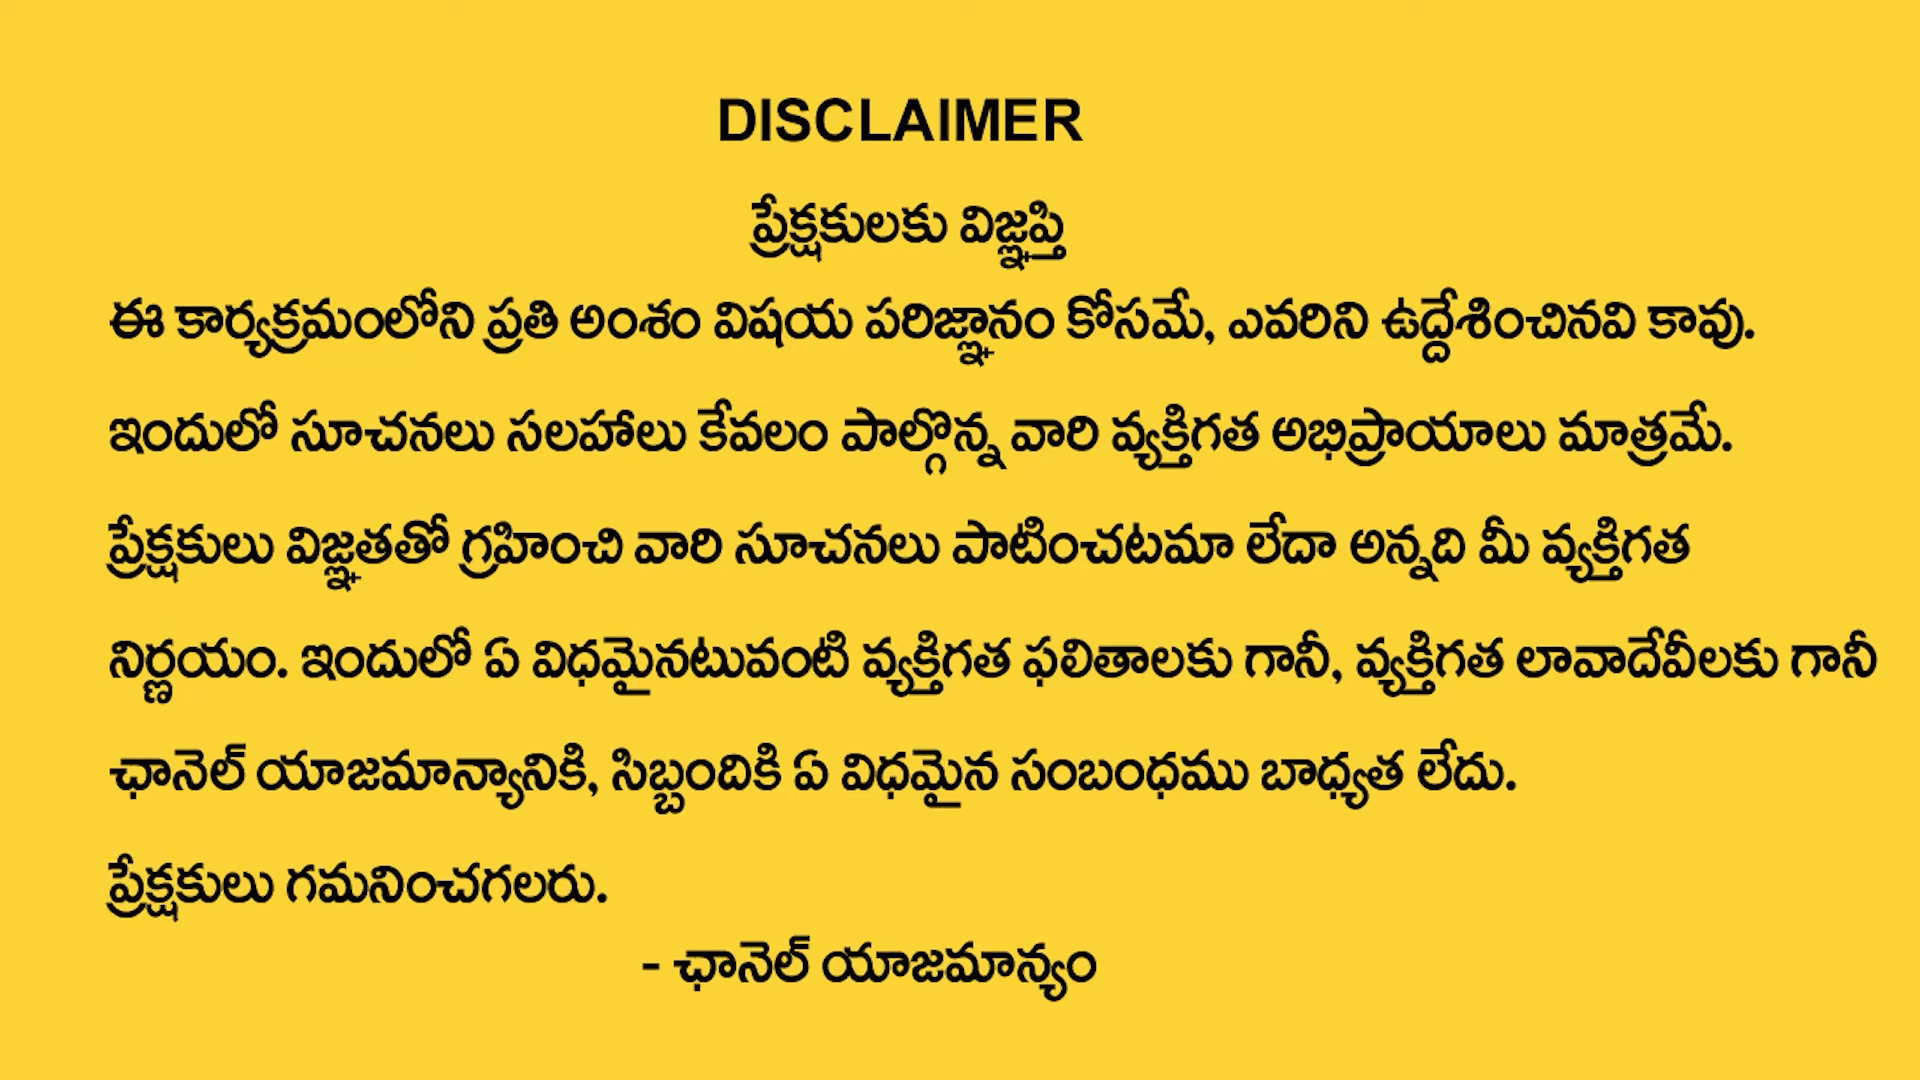 DISCLAIMER
ప్రేక్షకులకు విజ్ఞప్తి
ఈ కార్యక్రమంలోని ప్రతి అంశం విషయ పరిజ్ఞానం కోసమే, ఎవరిని ఉద్దేశించినవి కావు.
ఇందులో సూచనలు సలహాలు కేవలం పాల్గొన్న వారి వ్యక్తిగత అభిప్రాయాలు మాత్రమే.
ప్రేక్షకులు విజ్ఞతతో గ్రహించి వారి సూచనలు పాటించటమా లేదా అన్నది మీ వ్యక్తిగత
నిర్ణయం. ఇందులో ఏ విధమైనటువంటి వ్యక్తిగత ఫలితాలకు గానీ, వ్యక్తిగత లావాదేవీలకు గానీ
ఛానెల్ యాజమాన్యానికి, సిబ్బందికి ఏ విధమైన సంబంధము బాధ్యత లేదు.
ప్రేక్షకులు గమనించగలరు.
- ఛానెల్ యాజమాన్యం